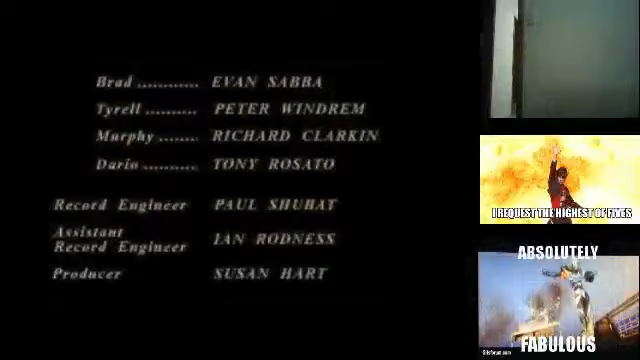 Brad ............ EVAN SABBA
Tyrell .......... PETER WINDREM
Murphy ........ RICHARD CLARKIN
Dario ........... TONY ROSATO
Record Engineer PAUL SHUBAT
Assistant
Record Engineer IAN RODNESS
Producer SUSAN HART
I REQUEST THE HIGHEST OF FIVES
ABSOLUTELY
FABULOUS